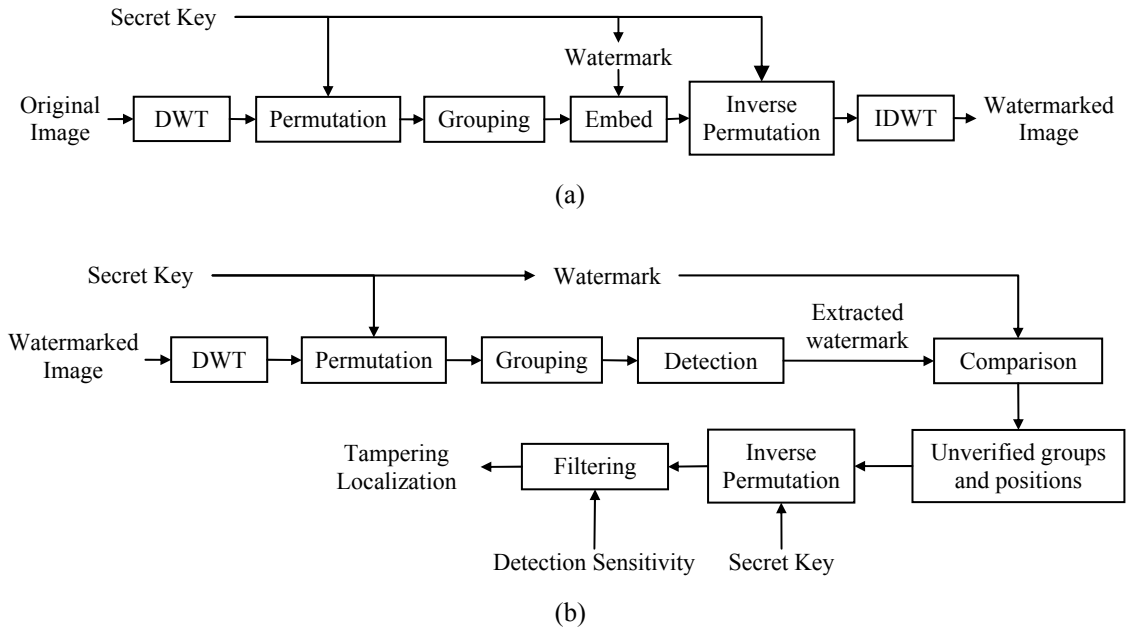 Secret Key
Watermark
Original
Image
DWT
Permutation
Grouping
Embed
Inverse
Permutation
IDWT
Watermarked
Image
(a)
Secret Key
Watermark
Watermarked
Image
DWT
Permutation
Grouping
Detection
Extracted
watermark
Comparison
Tampering
Localization
Filtering
Inverse
Permutation
Unverified groups
and positions
Detection Sensitivity
Secret Key
(b)